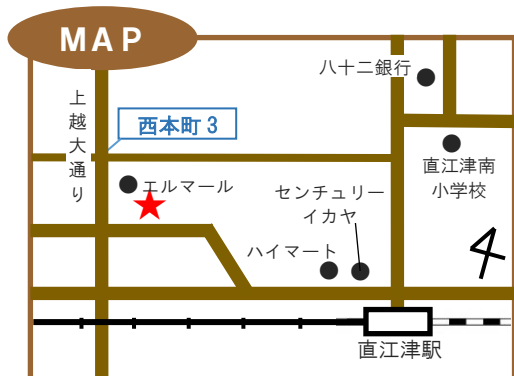 MAP
八十二銀行
上越大通り
西本町3
直江津南
小学校
エルマール
センチュリー
イカヤ
ハイマート
直江津駅